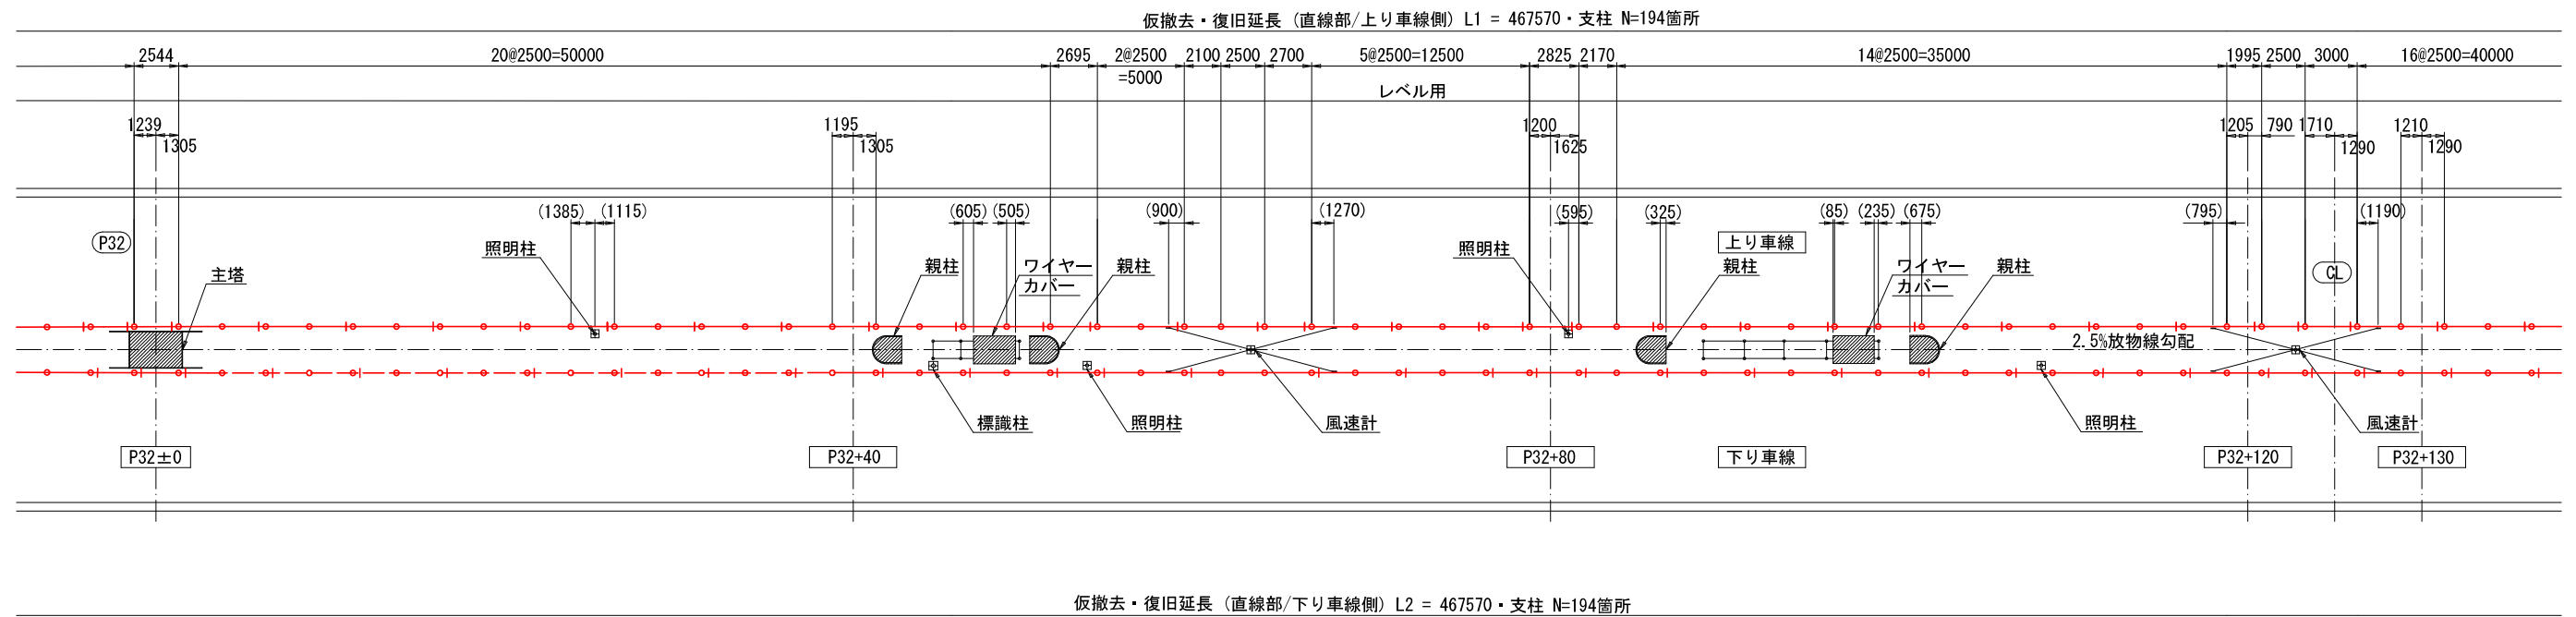 仮撤去・復旧延長 (直線部/上り車線側) L1 = 467570・支柱 N=194箇所
2544 20@2500=50000 2695 2@2500 2100 2500 2700 5@2500=12500 2825 2170 14@2500=35000 1995 2500 3000 16@2500=40000
=5000
レベル用
1239 1195 1200 1205 790 1710 1210
1305 1305 1625 1290 1290
(1385) (1115) (605) (505) (900) (1270) (595) (325) (85) (235) (675) (795) (1190)
P32 照明柱 照明柱 上り車線
主塔 親柱 ワイヤー 親柱 親柱 ワイヤー 親柱 CL
カバー カバー
2.5%放物線勾配
標識柱 照明柱 風速計 照明柱 風速計
P32±0 P32+40 P32+80 下り車線 P32+120 P32+130
仮撤去・復旧延長 (直線部/下り車線側) L2 = 467570・支柱 N=194箇所